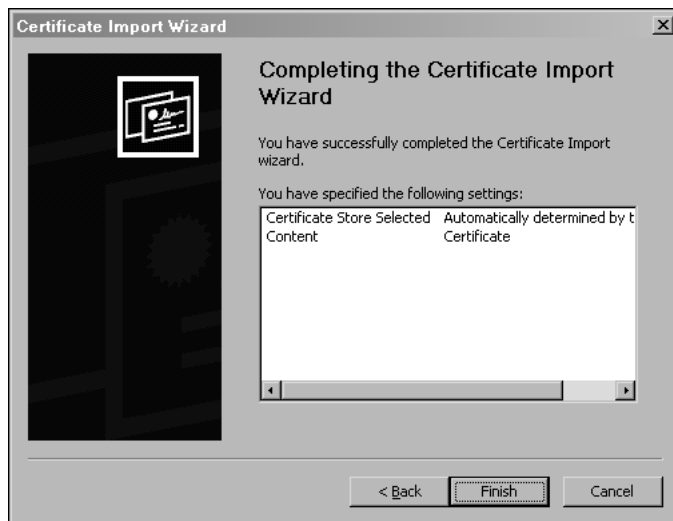 Certificate Import Wizard
Completing the Certificate Import
Wizard
You have successfully completed the Certificate Import
wizard.
You have specified the following settings:
Certificate Store Selected Automatically determined by t
Content Certificate
< Back Finish Cancel